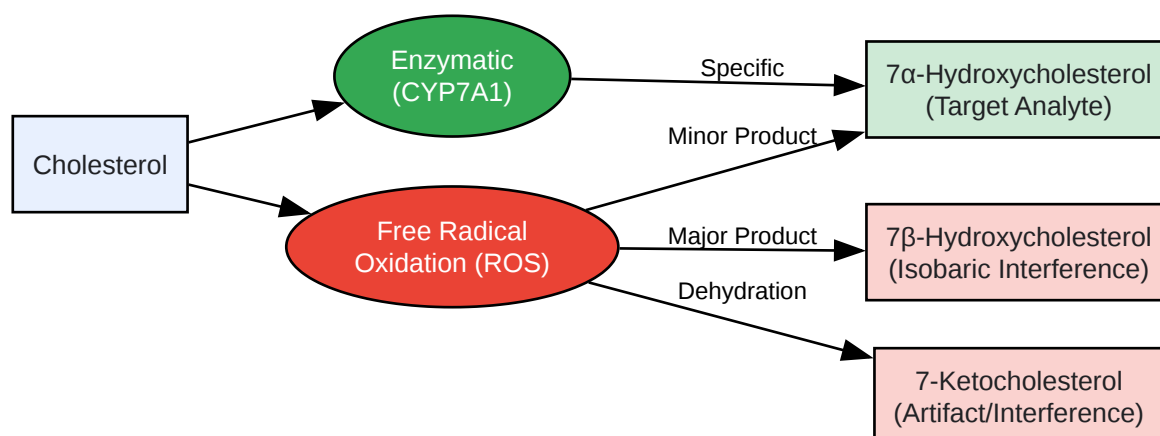 Cholesterol
Enzymatic
(CYP7A1)
Free Radical
Oxidation (ROS)
Specific
Minor Product
Major Product
Dehydration
7α-Hydroxycholesterol
(Target Analyte)
7β-Hydroxycholesterol
(Isobaric Interference)
7-Ketocholesterol
(Artifact/Interference)